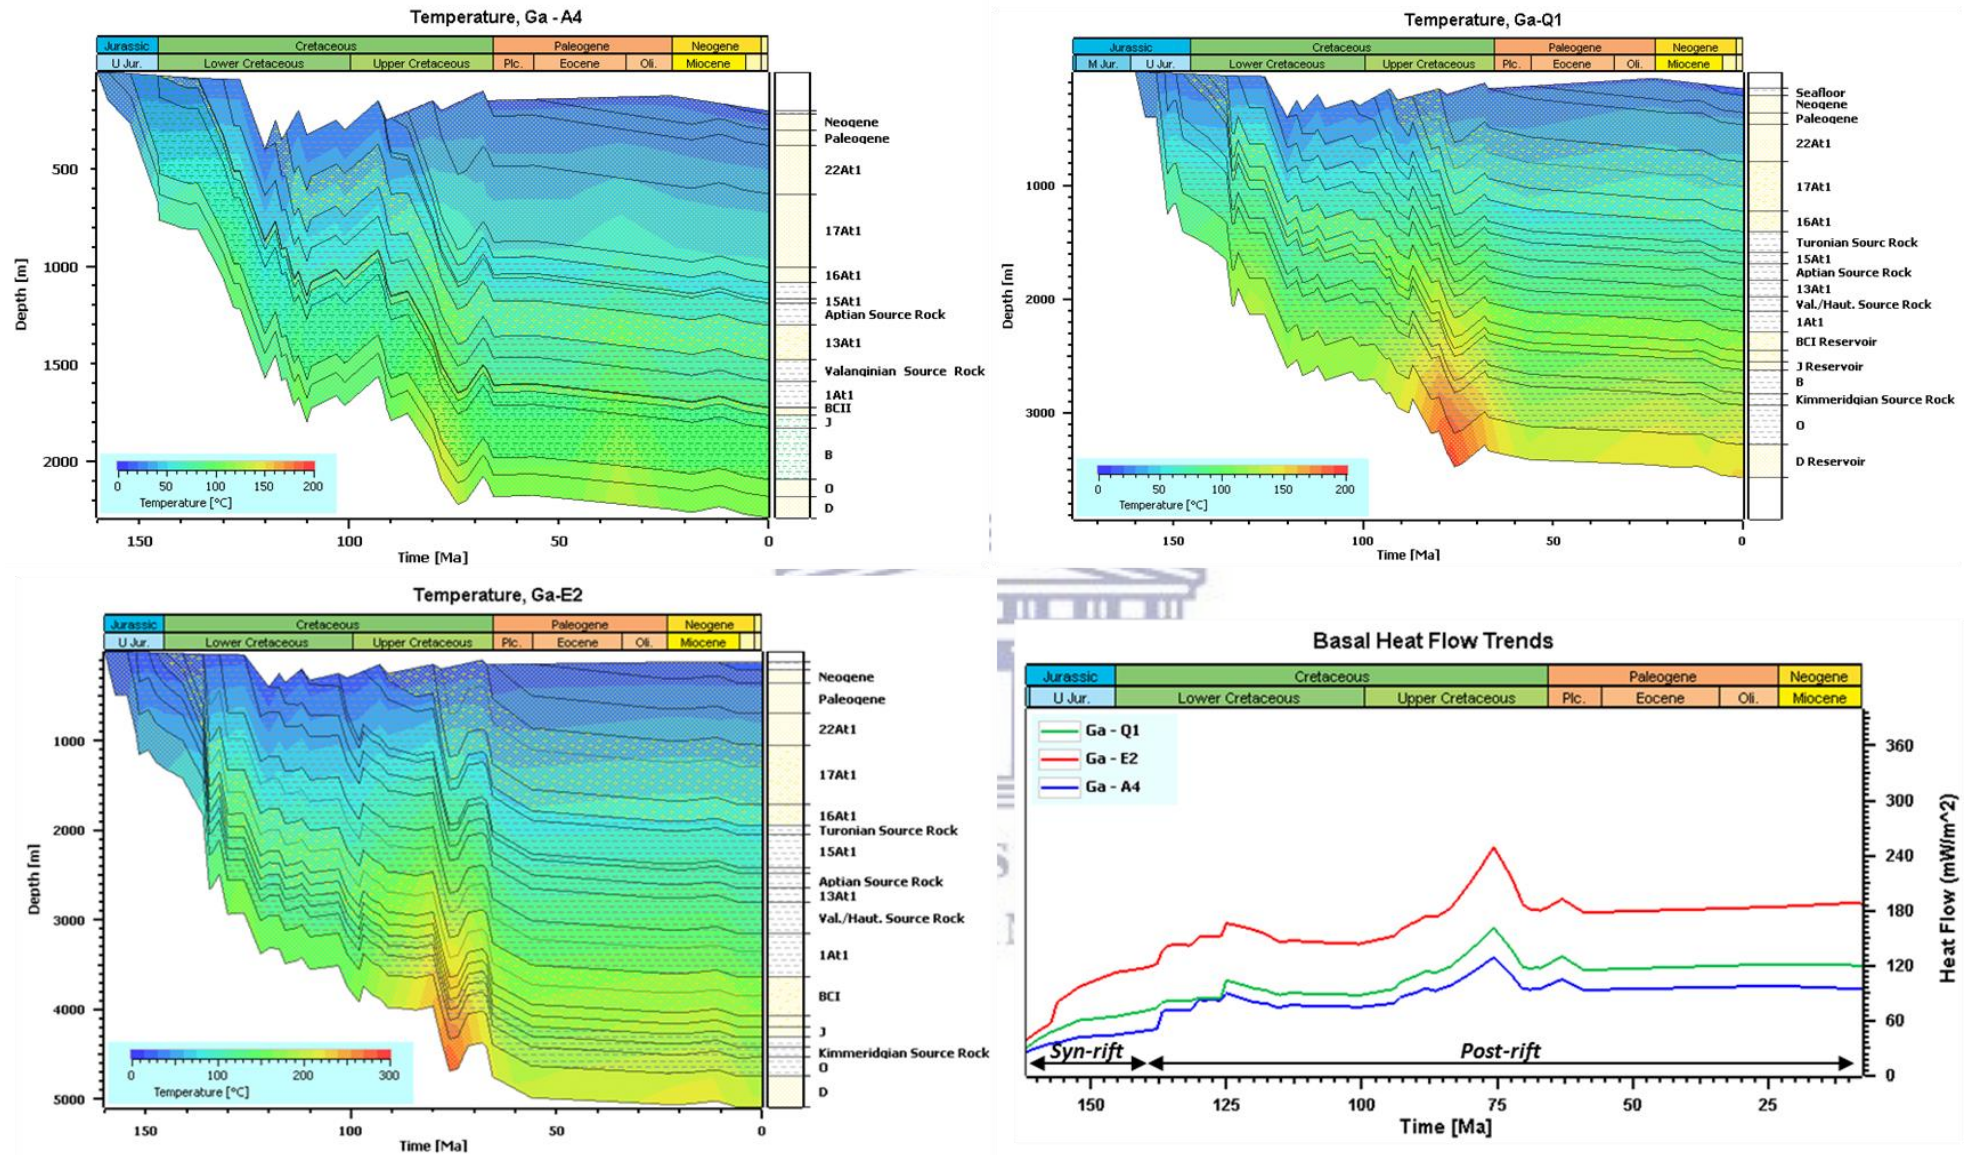 Temperature, Ga - A4
Jurassic Cretaceous Paleogene Neogene
U Jur. Lower Cretaceous Upper Cretaceous Plc. Eocene Oli. Miocene
Depth [m]
500
1000
1500
2000
Neogene
Paleogene
22At1
17At1
16At1
15At1
Aptian Source Rock
13At1
Valanginian Source Rock
1At1
BCII
J
B
O
D
0 50 100 150 200
Temperature [°C]
150 100 50 0
Time [Ma]
Temperature, Ga-Q1
Jurassic Cretaceous Paleogene Neogene
M Jur. U Jur. Lower Cretaceous Upper Cretaceous Plc. Eocene Oli. Miocene
Depth [m]
1000
2000
3000
Seafloor
Neogene
Paleogene
22At1
17At1
16At1
Turonian Sourc Rock
15At1
Aptian Source Rock
13At1
Val./Haut. Source Rock
1At1
BCI Reservoir
J Reservoir
B
Kimmeridgian Source Rock
O
D Reservoir
0 50 100 150 200
Temperature [°C]
150 100 50 0
Time [Ma]
Temperature, Ga-E2
Jurassic Cretaceous Paleogene Neogene
U Jur. Lower Cretaceous Upper Cretaceous Plc. Eocene Oli. Miocene
Depth [m]
1000
2000
3000
4000
5000
Neogene
Paleogene
22At1
17At1
16At1
Turonian Source Rock
15At1
Aptian Source Rock
13At1
Val./Haut. Source Rock
1At1
BCI
J
Kimmeridgian Source Rock
O
D
0 100 200 300
Temperature [°C]
150 100 50 0
Time [Ma]
Basal Heat Flow Trends
Jurassic Cretaceous Paleogene Neogene
U Jur. Lower Cretaceous Upper Cretaceous Plc. Eocene Oli. Miocene
Ga - Q1
Ga - E2
Ga - A4
360
300
240
180
120
60
0
Heat Flow (mW/m^2)
Syn-rift Post-rift
150 125 100 75 50 25
Time [Ma]